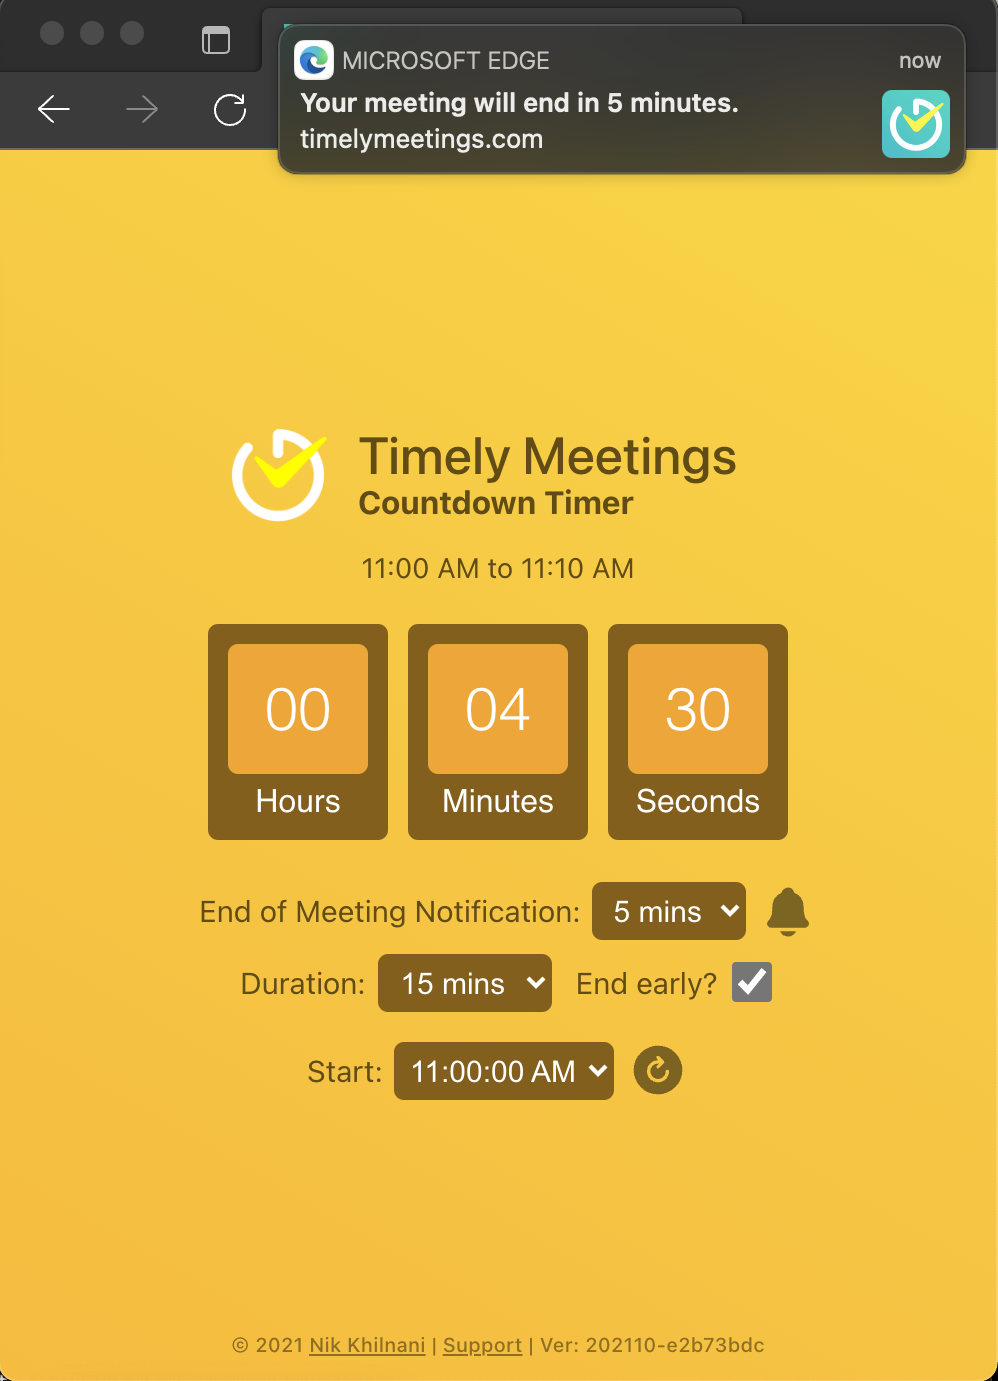 MICROSOFT EDGE now
Your meeting will end in 5 minutes.
timelymeetings.com
Timely Meetings
Countdown Timer
11:00 AM to 11:10 AM
00 04 30
Hours Minutes Seconds
End of Meeting Notification: 5 mins
Duration: 15 mins End early?
Start: 11:00:00 AM
© 2021 Nik Khilnani | Support | Ver: 202110-e2b73bdc